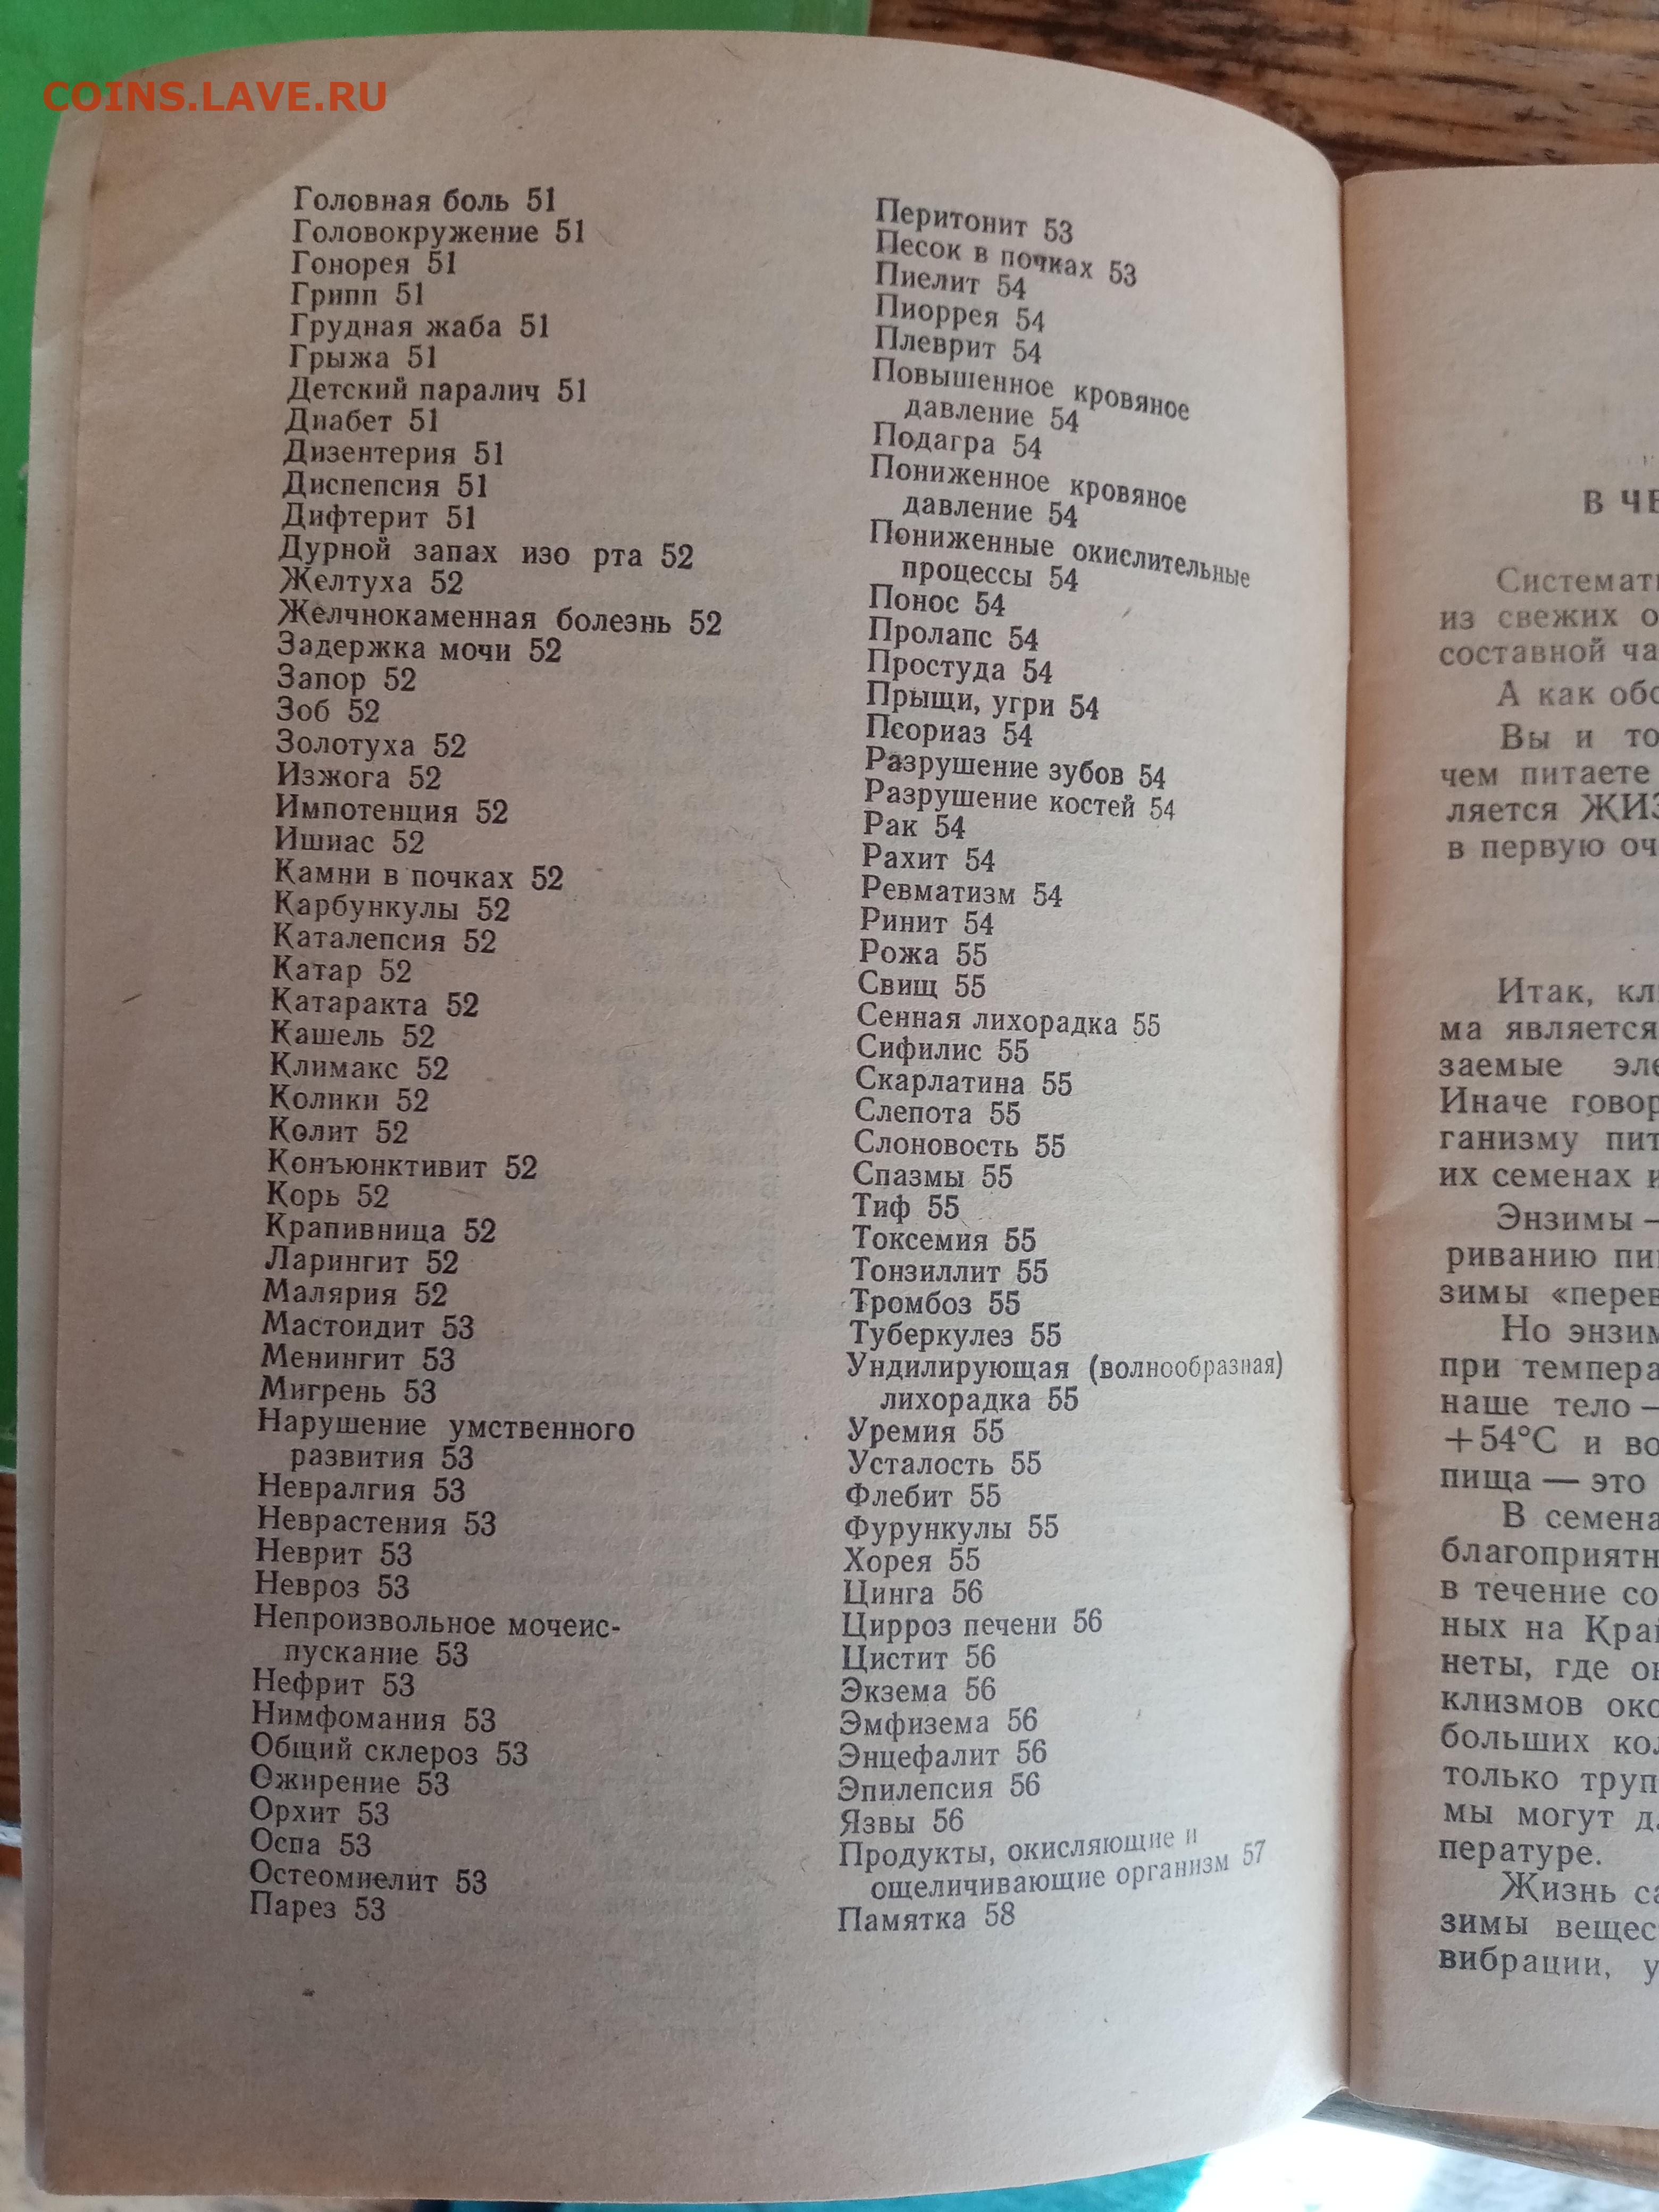 COINS.LAVE.RU
Головная боль 51
Головокружение 51
Гонорея 51
Грипп 51
Грудная жаба 51
Грыжа 51
Детский паралич 51
Диабет 51
Дизентерия 51
Диспепсия 51
Дифтерит 51
Дурной запах изо рта 52
Желтуха 52
Желчнокаменная болезнь 52
Задержка мочи 52
Запор 52
Зоб 52
Золотуха 52
Изжога 52
Импотенция 52
Ишиас 52
Камни в почках 52
Карбункулы 52
Каталепсия 52
Катар 52
Катаракта 52
Кашель 52
Климакс 52
Колики 52
Колит 52
Конъюнктивит 52
Корь 52
Крапивница 52
Ларингит 52
Малярия 52
Мастоидит 53
Менингит 53
Мигрень 53
Нарушение умственного
развития 53
Невралгия 53
Неврастения 53
Неврит 53
Невроз 53
Непроизвольное мочеис-
пускание 53
Нефрит 53
Нимфомания 53
Общий склероз 53
Ожирение 53
Орхит 53
Оспа 53
Остеомиелит 53
Парез 53
Перитонит 53
Песок в почках 53
Пиелит 54
Пиоррея 54
Плеврит 54
Повышенное кровяное
давление 54
Подагра 54
Пониженное кровяное
давление 54
Пониженные окислительные
процессы 54
Понос 54
Пролапс 54
Простуда 54
Прыщи, угри 54
Псориаз 54
Разрушение зубов 54
Разрушение костей 54
Рак 54
Рахит 54
Ревматизм 54
Ринит 54
Рожа 55
Свищ 55
Сенная лихорадка 55
Сифилис 55
Скарлатина 55
Слепота 55
Слоновость 55
Спазмы 55
Тиф 55
Токсемия 55
Тонзиллит 55
Тромбоз 55
Туберкулез 55
Ундилирующая (волнообразная)
лихорадка 55
Уремия 55
Усталость 55
Флебит 55
Фурункулы 55
Хорея 55
Цинга 56
Цирроз печени 56
Цистит 56
Экзема 56
Эмфизема 56
Энцефалит 56
Эпилепсия 56
Язвы 56
Продукты, окисляющие и
ощеличивающие организм 57
Памятка 58
В ЧЕ
Системат
из свежих о
составной ча
А как обс
Вы и то
чем питаете
ляется ЖИЗ
в первую оч
Итак, кл
ма является
заемые эле
Иначе говор
ганизму пит
их семенах и
Энзимы —
риванию пи
зимы «перев
Но энзим
при темпера
наше тело —
+54°С и во
пища — это
В семена
благоприятн
в течение со
ных на Край
неты, где он
клизмов око
больших кол
только труп
мы могут д
пературе.
Жизнь са
зимы вещес
вибрации, у